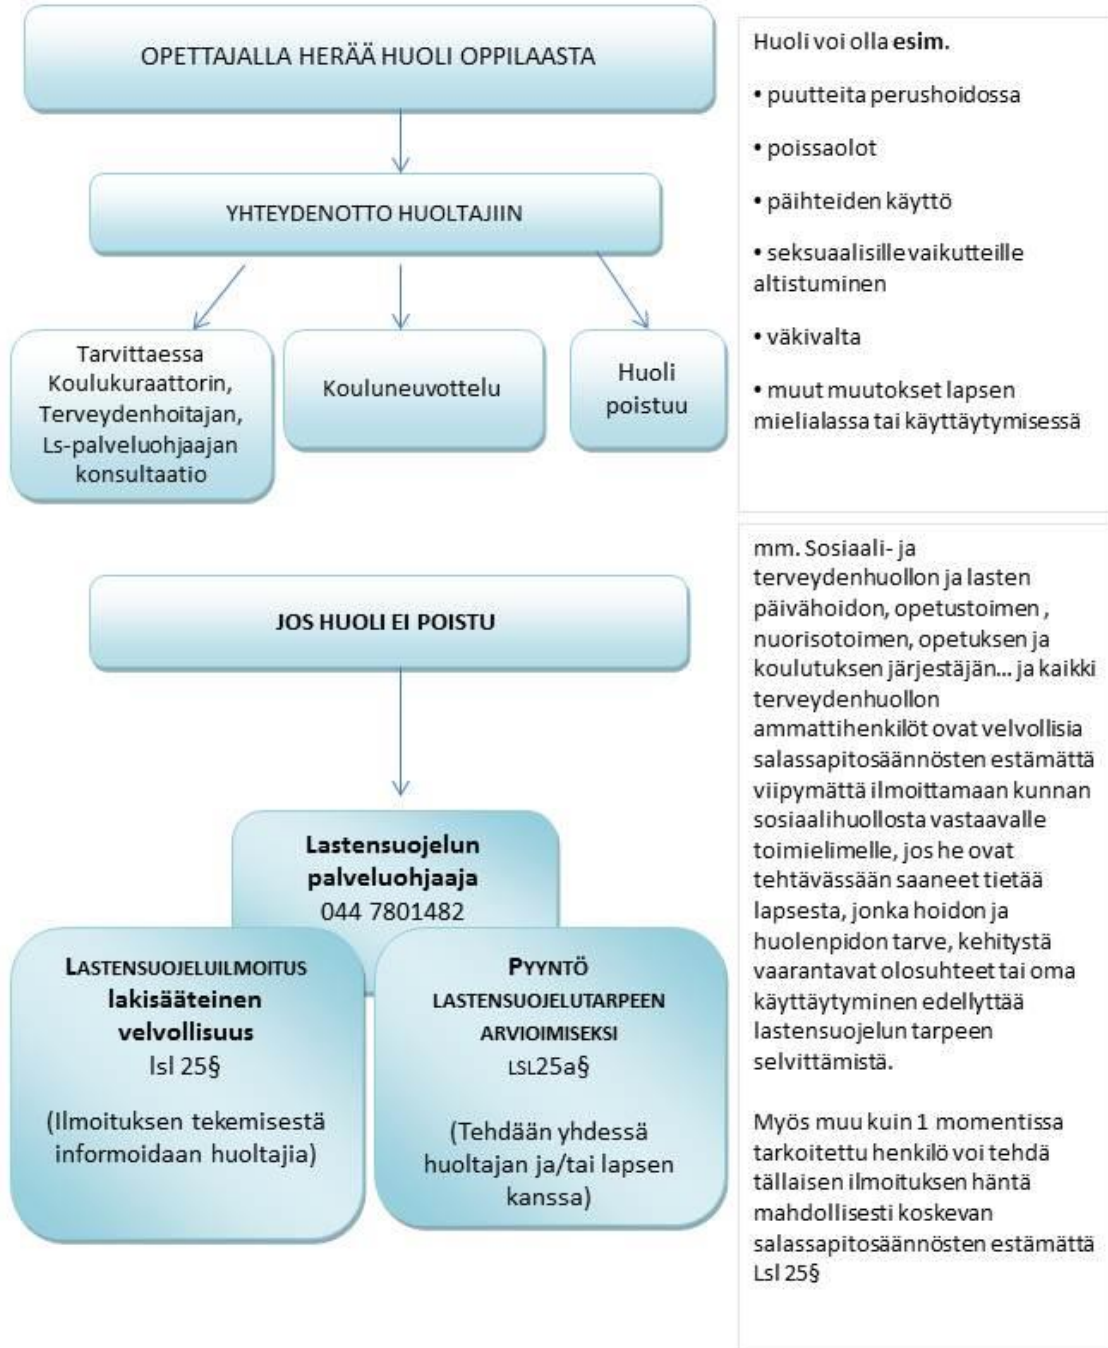 OPETTAJALLA HERÄÄ HUOLI OPPILAASTA
YHTEYDENOTTO HUOLTAJIIN
Tarvittaessa
Koulukuraattorin,
Terveydenhoitajan,
Ls-palveluohjaajan
konsultaatio
Kouluneuvottelu
Huoli
poistuu
JOS HUOLI EI POISTU
Lastensuojelun
palveluohjaaja
044 7801482
LASTENSUOJELUILMOITUS
lakisääteinen
velvollisuus
lsl 25§
(Ilmoituksen tekemisestä
informoidaan huoltajia)
PYYNTÖ
LASTENSUOJELUTARPEEN
ARVIOIMISEKSI
LSL25a§
(Tehdään yhdessä
huoltajan ja/tai lapsen
kanssa)
Huoli voi olla esim.
• puutteita perushoidossa
• poissaolot
• päihteiden käyttö
• seksuaalisille vaikutteille
altistuminen
• väkivalta
• muut muutokset lapsen
mielialassa tai käyttäytymisessä
mm. Sosiaali- ja
terveydenhuollon ja lasten
päivähoidon, opetustoimen ,
nuorisotoimen, opetuksen ja
koulutuksen järjestäjän... ja kaikki
terveydenhuollon
ammattihenkilöt ovat velvollisia
salassapitosäännösten estämättä
viipymättä ilmoittamaan kunnan
sosiaalihuollosta vastaavalle
toimielimelle, jos he ovat
tehtävässään saaneet tietää
lapsesta, jonka hoidon ja
huolenpidon tarve, kehitystä
vaarantavat olosuhteet tai oma
käyttäytyminen edellyttää
lastensuojelun tarpeen
selvittämistä.
Myös muu kuin 1 momentissa
tarkoitettu henkilö voi tehdä
tällaisen ilmoituksen häntä
mahdollisesti koskevan
salassapitosäännösten estämättä
Lsl 25§